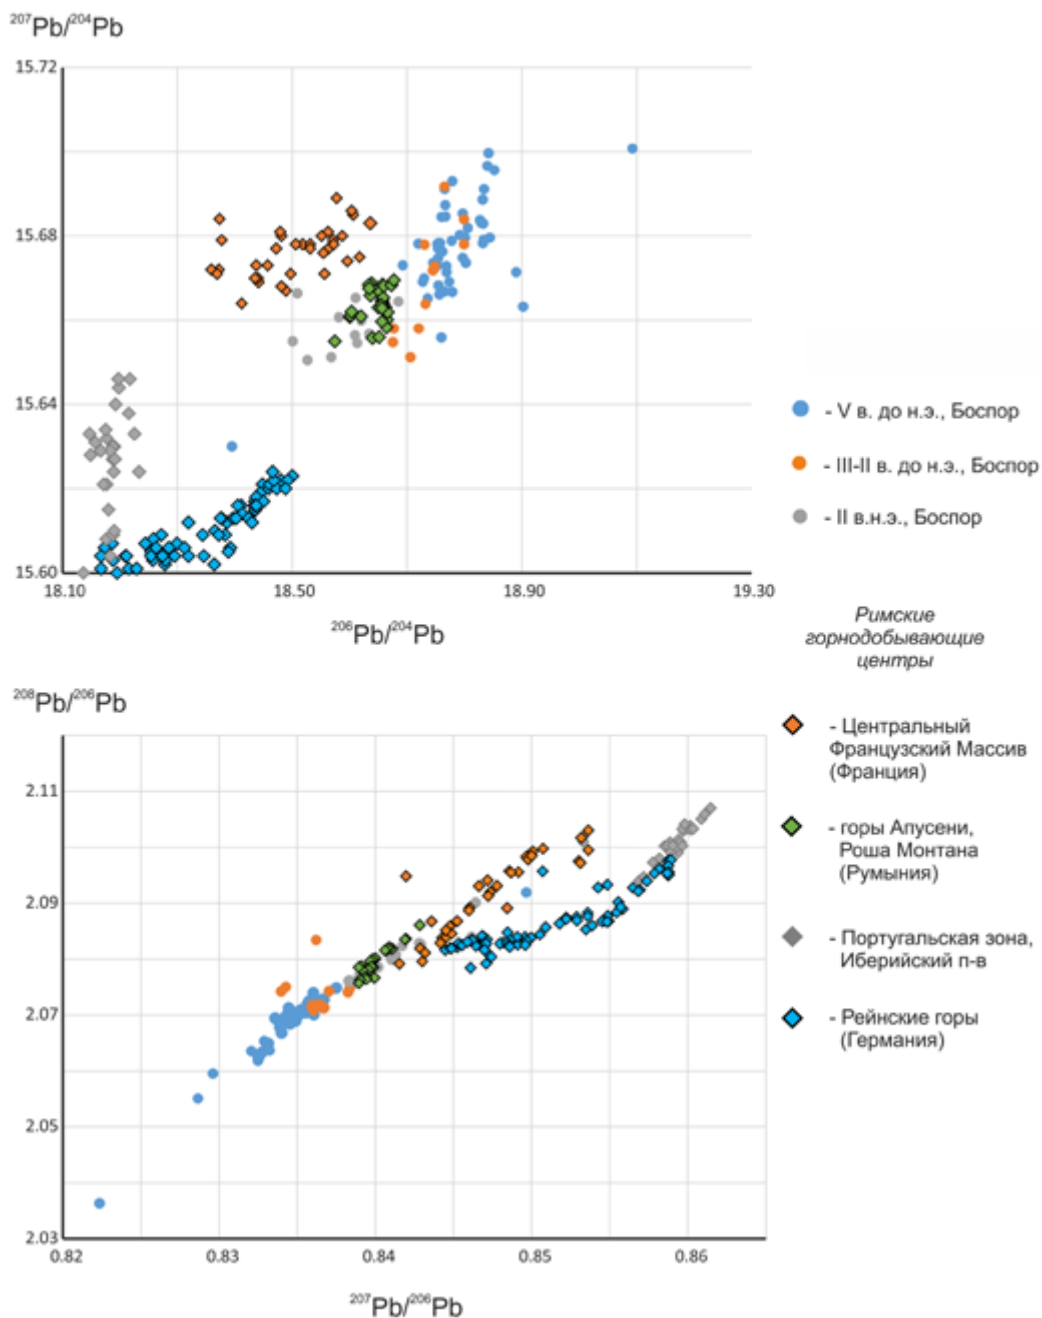 ²⁰⁷Pb/²⁰⁴Pb
15.72
15.68
15.64
15.60
18.10 18.50 18.90 19.30
²⁰⁶Pb/²⁰⁴Pb
- V в. до н.э., Боспор
- III-II в. до н.э., Боспор
- II в.н.э., Боспор
Римские
горнодобывающие
центры
- Центральный
Французский Массив
(Франция)
- горы Апусени,
Роша Монтана
(Румыния)
- Португальская зона,
Иберийский п-в
- Рейнские горы
(Германия)
²⁰⁸Pb/²⁰⁶Pb
2.11
2.09
2.07
2.05
2.03
0.82 0.83 0.84 0.85 0.86
²⁰⁷Pb/²⁰⁶Pb